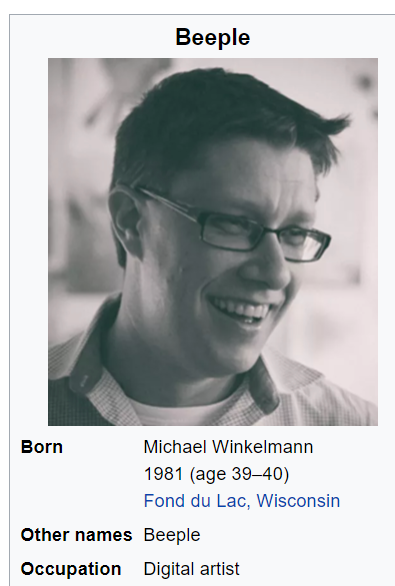 Beeple
Born Michael Winkelmann
1981 (age 39–40)
Fond du Lac, Wisconsin
Other names Beeple
Occupation Digital artist